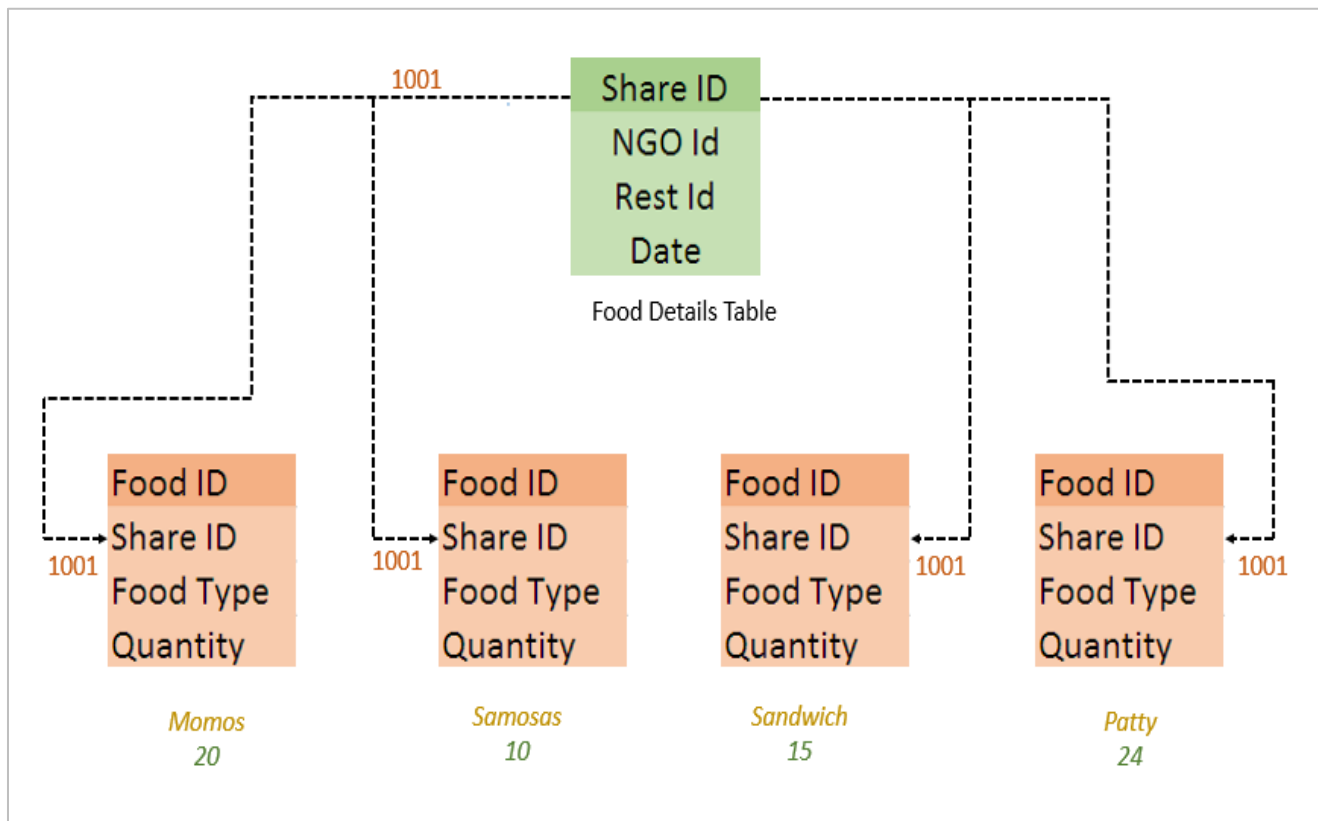 1001
Share ID
NGO Id
Rest Id
Date
Food Details Table
Food ID
Share ID
Food Type
Quantity
1001
Momos
20
Food ID
Share ID
Food Type
Quantity
1001
Samosas
10
Food ID
Share ID
Food Type
Quantity
1001
Sandwich
15
Food ID
Share ID
Food Type
Quantity
1001
Patty
24